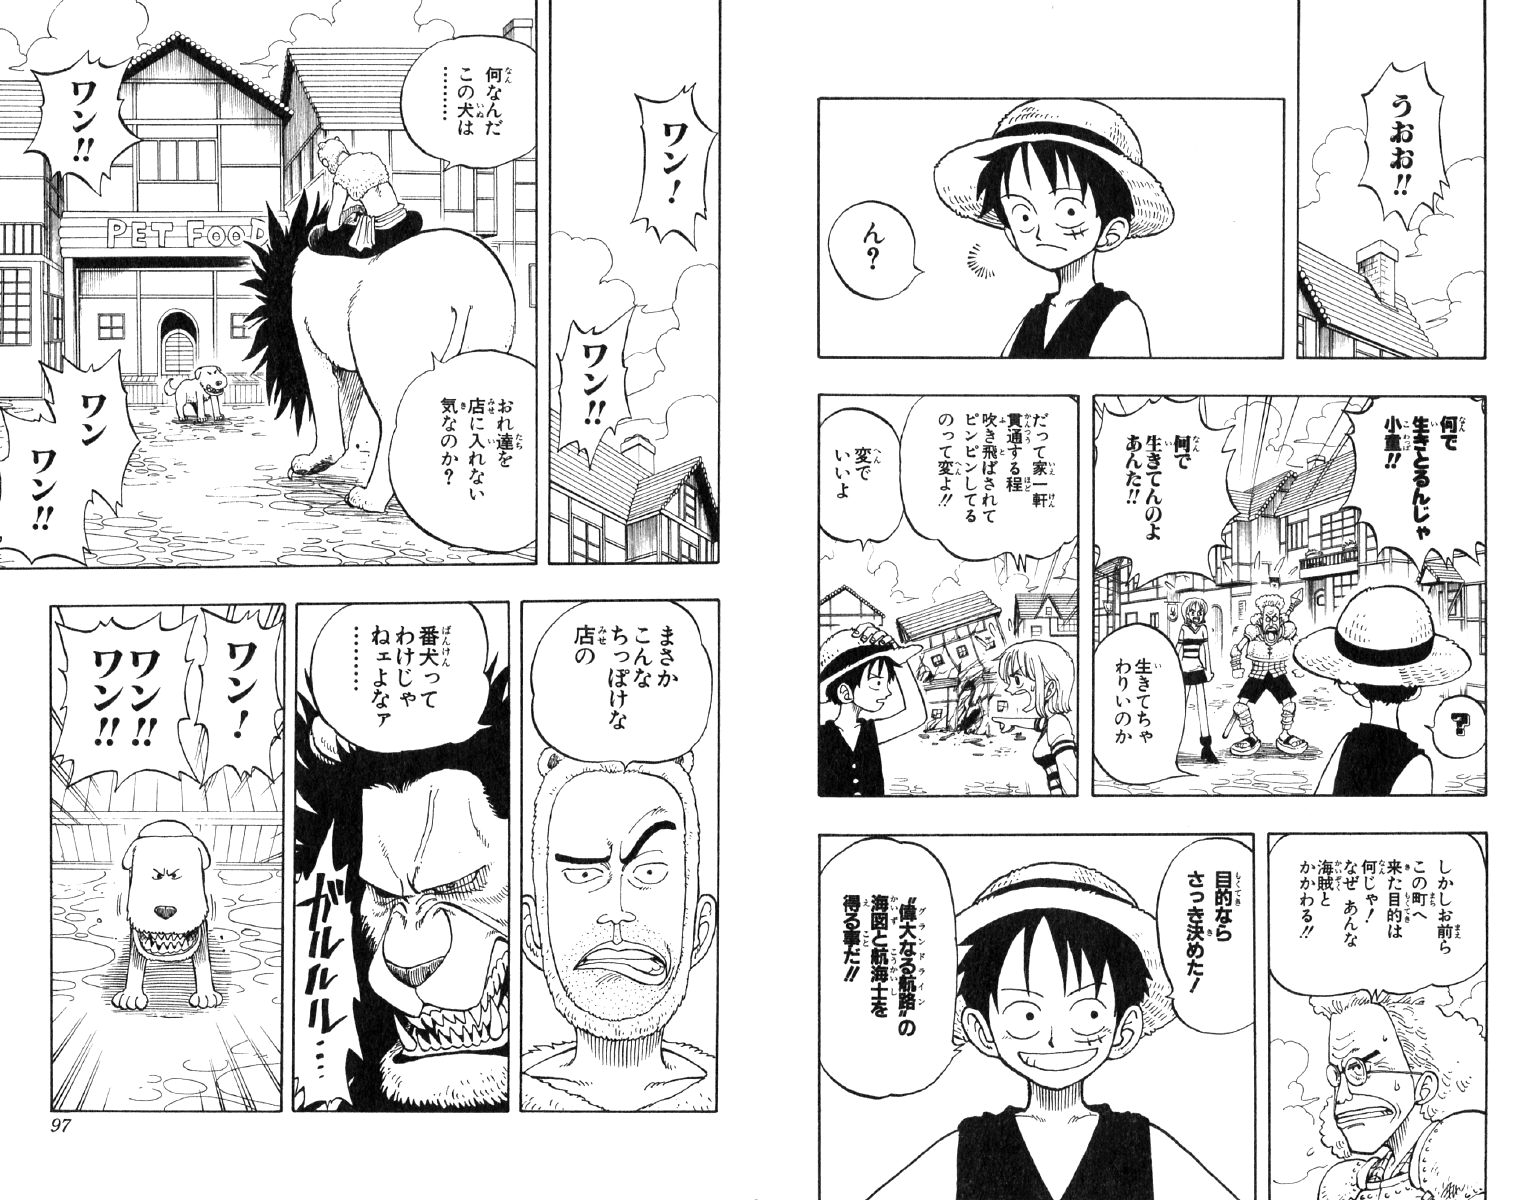 うおお!!
ん?
何で
生きとるんじゃ
小童!!
何で
生きてんのよ
あんた!!
?
生きてちゃ
わりいのか
だって家一軒
貫通する程
吹き飛ばされて
ピンピンしてる
のって変よ!!
変で
いいよ
しかしお前ら
この町へ
来た目的は
何じゃ!
なぜ あんな
海賊と
かかわる!!
目的なら
さっき決めた!
“偉大なる航路”の
海図と航海士を
得る事だ!!
ワン!
ワン!!
何なんだ
この犬は
………
ワン!!
PET FOOD
おれ達を
店に入れない
気なのか?
ワン
ワン!!
まさか
こんな
ちっぽけな
店の
番犬って
わけじゃ
ねェよなァ
…………
ガルルルル…
ワン!
ワン!!
ワン!!
97